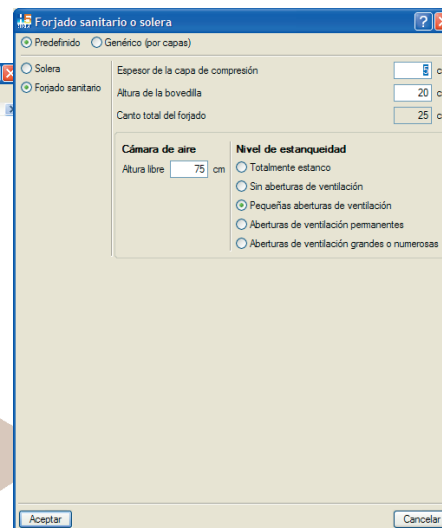 Forjado sanitario o solera
Predefinido Genérico (por capas)
Solera
Forjado sanitario
Espesor de la capa de compresión 5 c
Altura de la bovedilla 20 c
Canto total del forjado 25 c
Cámara de aire
Altura libre 75 cm
Nivel de estanqueidad
Totalmente estanco
Sin aberturas de ventilación
Pequeñas aberturas de ventilación
Aberturas de ventilación permanentes
Aberturas de ventilación grandes o numerosas
Aceptar Cancelar